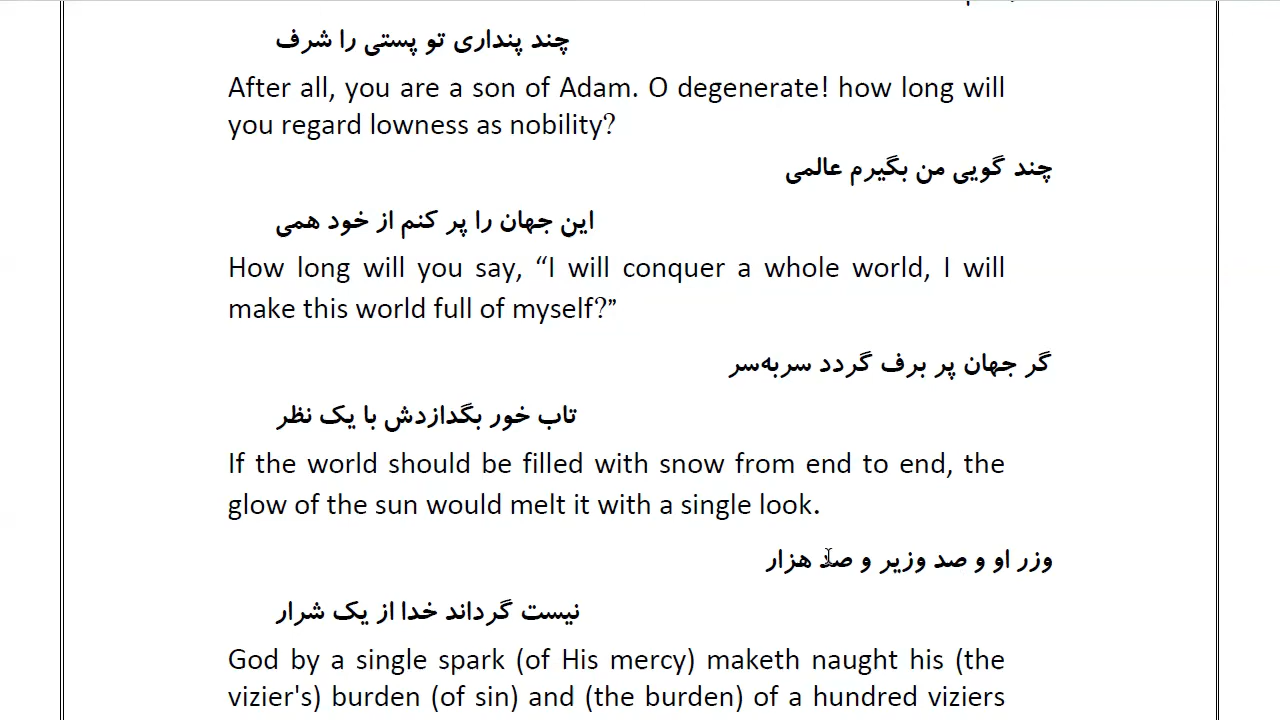 چند پنداری تو پستی را شرف
After all, you are a son of Adam. O degenerate! how long will
you regard lowness as nobility?
چند گویی من بگیرم عالمی
این جهان را پر کنم از خود همی
How long will you say, “I will conquer a whole world, I will
make this world full of myself?”
گر جهان پر برف گردد سربه‌سر
تاب خور بگدازدش با یک نظر
If the world should be filled with snow from end to end, the
glow of the sun would melt it with a single look.
وزر او و صد وزیر و صد هزار
نیست گرداند خدا از یک شرار
God by a single spark (of His mercy) maketh naught his (the
vizier's) burden (of sin) and (the burden) of a hundred viziers